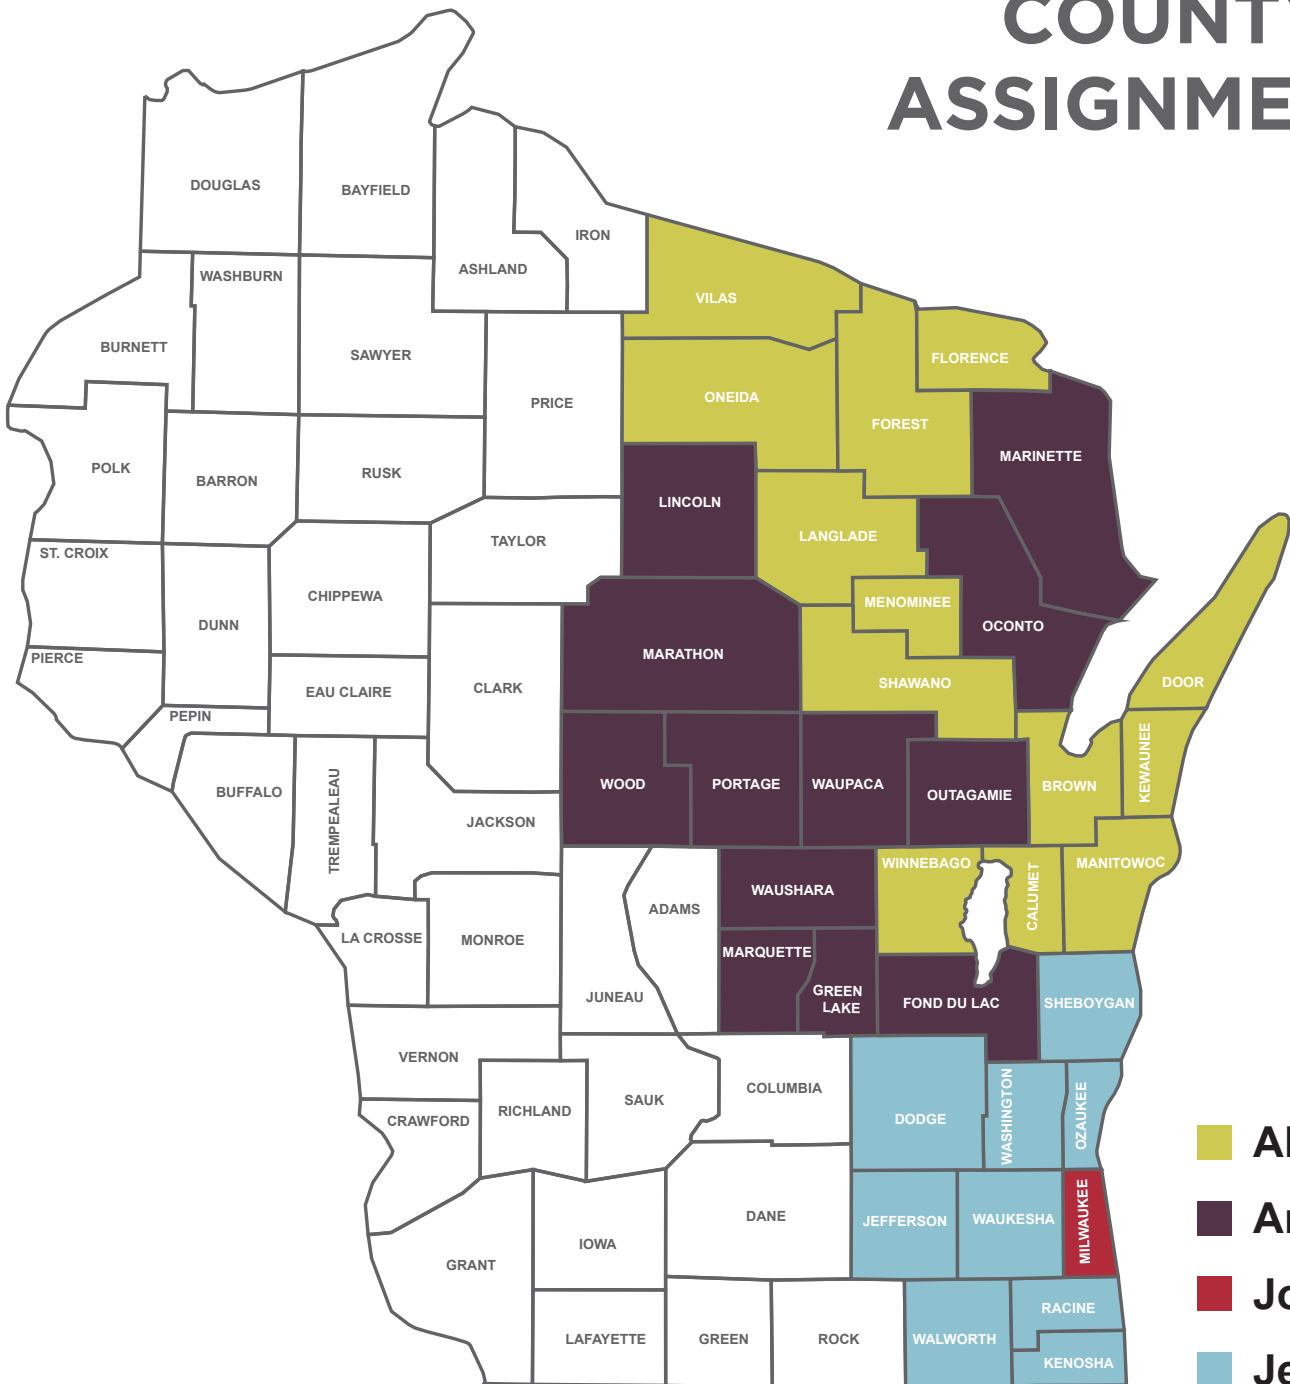 COUNTY
DOUGLAS
BAYFIELD
IRON
ASHLAND
WASHBURN
VILAS
BURNETT
SAWYER
FLORENCE
PRICE
ONEIDA
FOREST
MARINETTE
POLK
BARRON
RUSK
LINCOLN
LANGLADE
TAYLOR
ST. CROIX
CHIPPEWA
MENOMINEE
DUNN
OCONTO
MARATHON
PIERCE
SHAWANO
DOOR
EAU CLAIRE
CLARK
PEPIN
KEWAUNEE
WOOD
PORTAGE
WAUPACA
BROWN
BUFFALO
OUTAGAMIE
TREMPEALEAU
JACKSON
WINNEBAGO
MANITOWOC
CALUMET
WAUSHARA
ADAMS
LA CROSSE
MONROE
MARQUETTE
GREEN
LAKE
JUNEAU
FOND DU LAC
SHEBOYGAN
VERNON
COLUMBIA
SAUK
RICHLAND
CRAWFORD
DODGE
WASHINGTON
OZAUKEE
DANE
JEFFERSON
WAUKESHA
MILWAUKEE
IOWA
GRANT
RACINE
LAFAYETTE
GREEN
ROCK
WALWORTH
KENOSHA